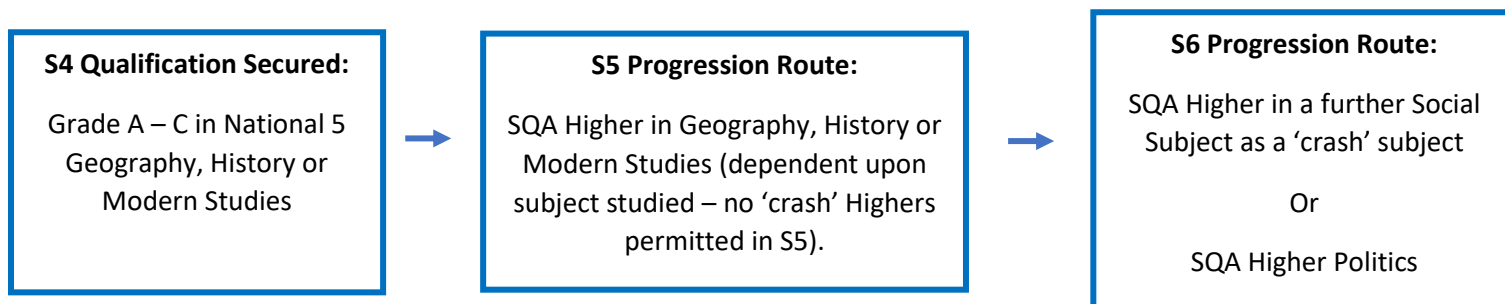 S4 Qualification Secured:
Grade A – C in National 5
Geography, History or
Modern Studies
S5 Progression Route:
SQA Higher in Geography, History or
Modern Studies (dependent upon
subject studied – no ‘crash’ Highers
permitted in S5).
S6 Progression Route:
SQA Higher in a further Social
Subject as a ‘crash’ subject
Or
SQA Higher Politics